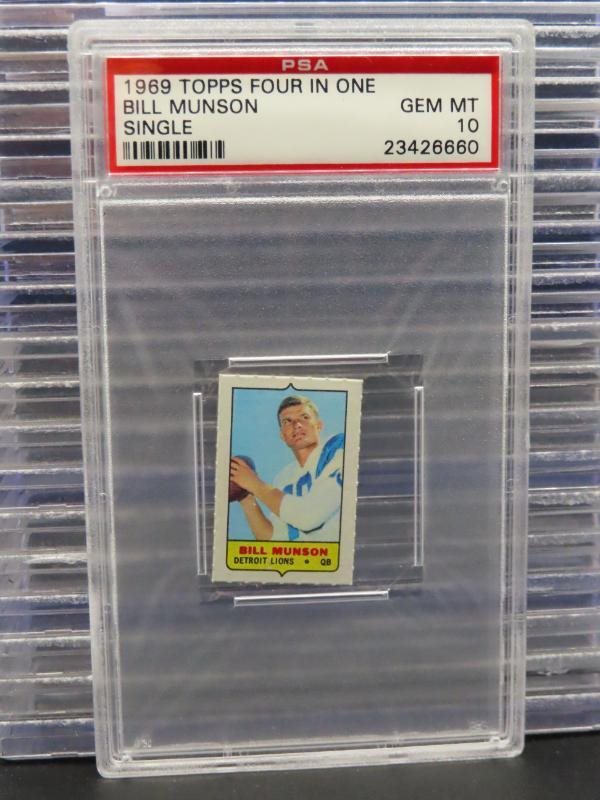 PSA
1969 TOPPS FOUR IN ONE
BILL MUNSON GEM MT
SINGLE 10
23426660
BILL MUNSON
DETROIT LIONS • QB